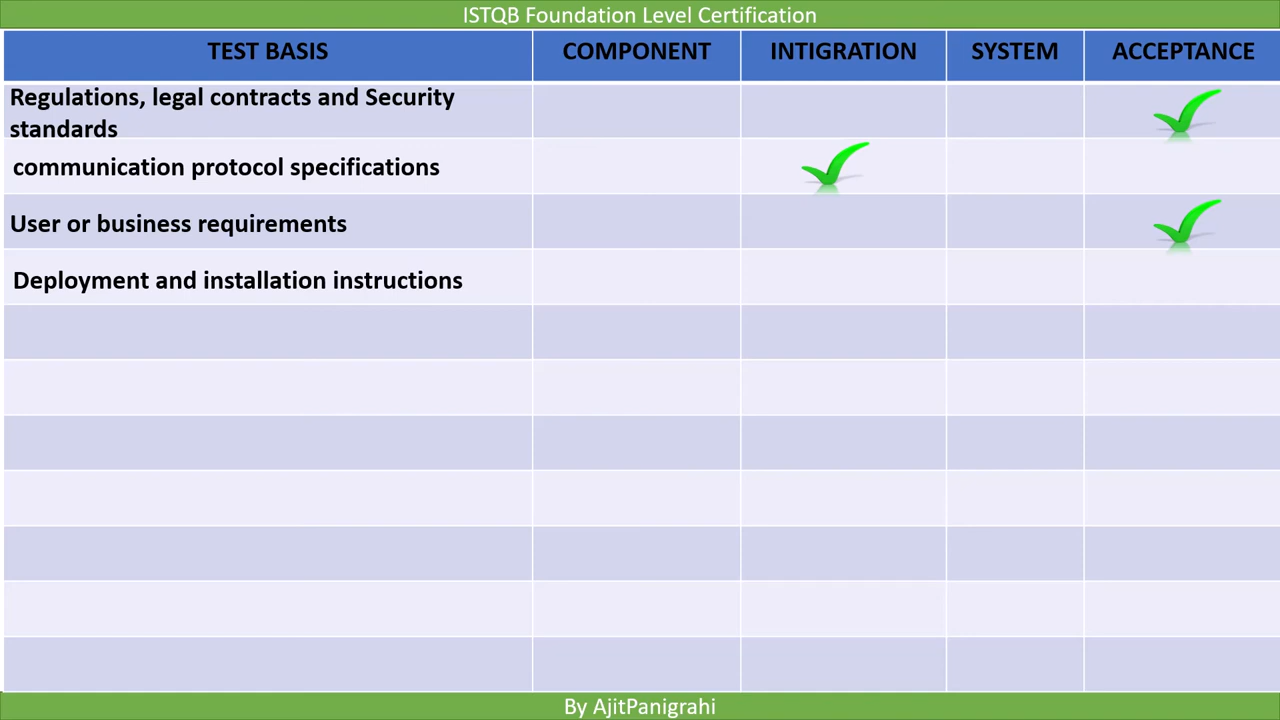 ISTQB Foundation Level Certification
TEST BASIS COMPONENT INTIGRATION SYSTEM ACCEPTANCE
Regulations, legal contracts and Security
standards
communication protocol specifications
User or business requirements
Deployment and installation instructions
By AjitPanigrahi